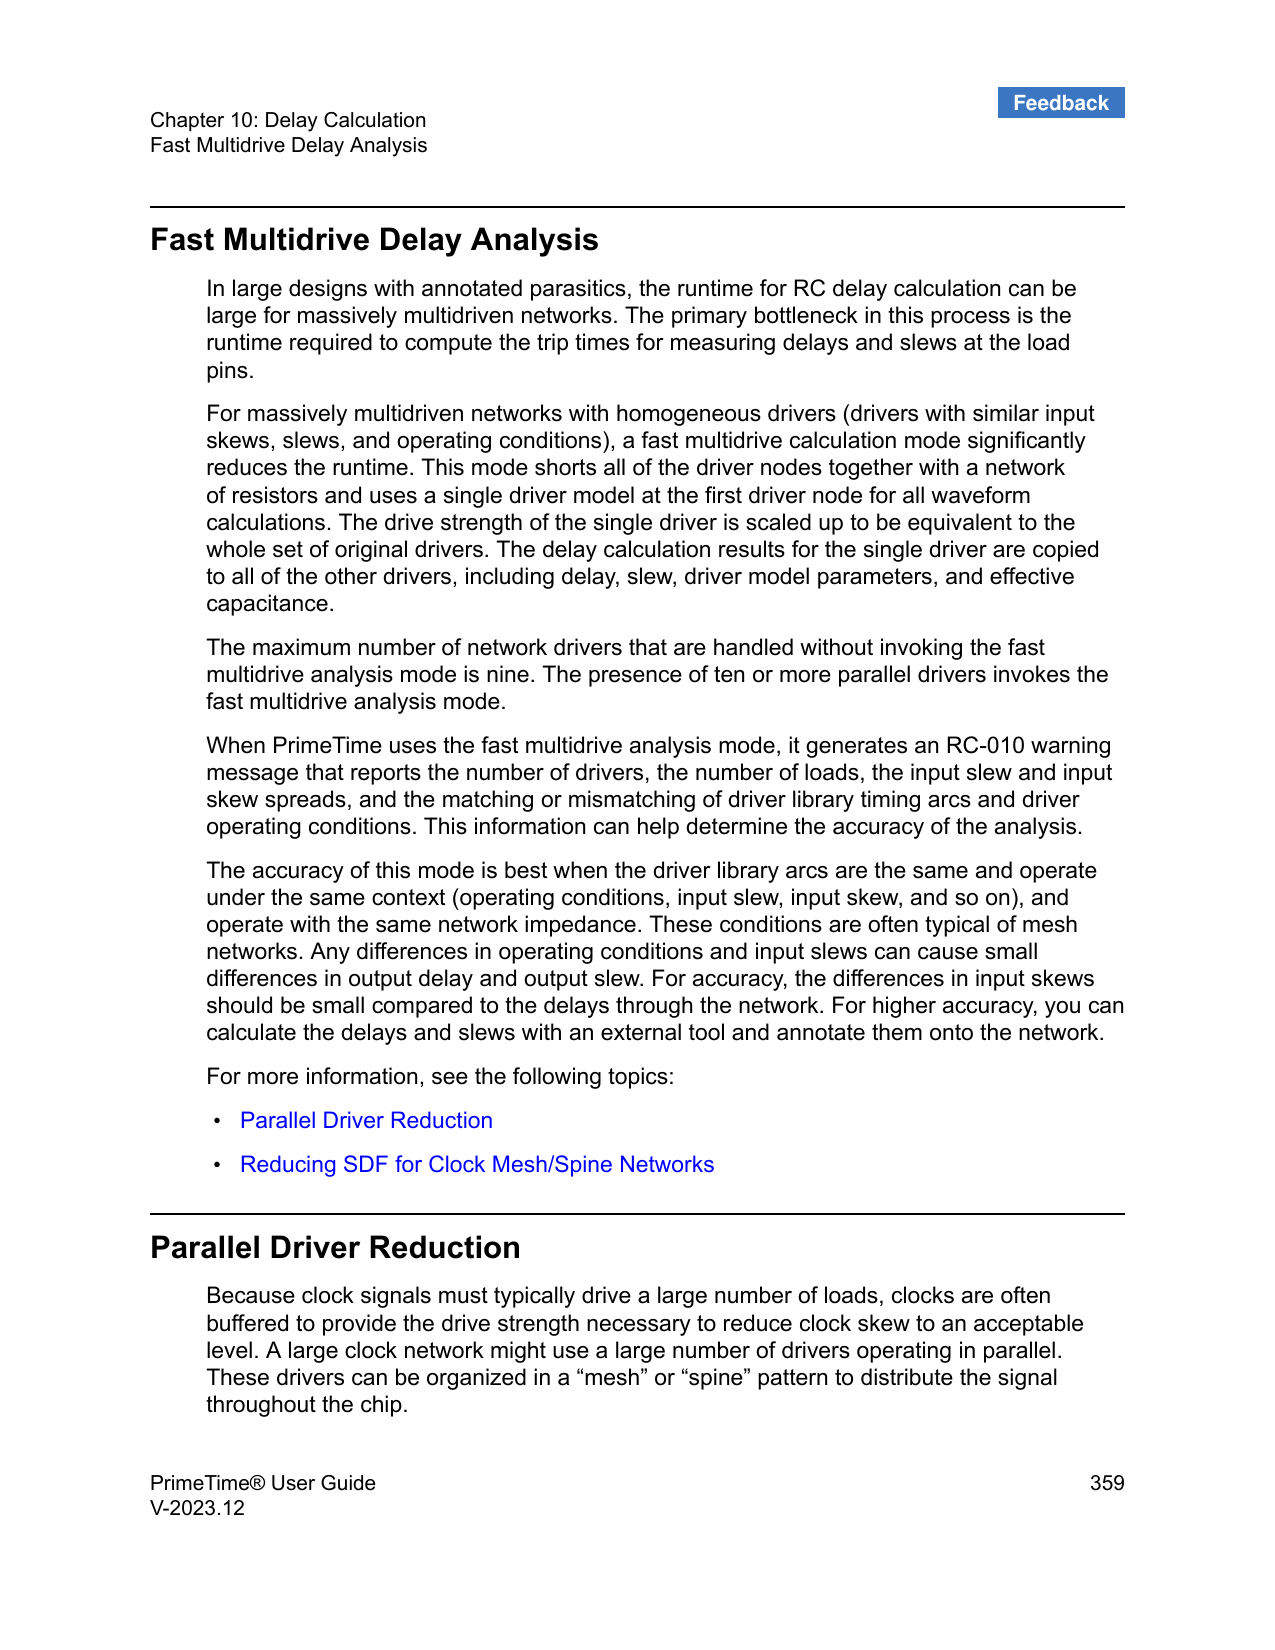 Feedback
Chapter 10: Delay Calculation
Fast Multidrive Delay Analysis
Fast Multidrive Delay Analysis
In large designs with annotated parasitics, the runtime for RC delay calculation can be
large for massively multidriven networks. The primary bottleneck in this process is the
runtime required to compute the trip times for measuring delays and slews at the load
pins.
For massively multidriven networks with homogeneous drivers (drivers with similar input
skews, slews, and operating conditions), a fast multidrive calculation mode significantly
reduces the runtime. This mode shorts all of the driver nodes together with a network
of resistors and uses a single driver model at the first driver node for all waveform
calculations. The drive strength of the single driver is scaled up to be equivalent to the
whole set of original drivers. The delay calculation results for the single driver are copied
to all of the other drivers, including delay, slew, driver model parameters, and effective
capacitance.
The maximum number of network drivers that are handled without invoking the fast
multidrive analysis mode is nine. The presence of ten or more parallel drivers invokes the
fast multidrive analysis mode.
When PrimeTime uses the fast multidrive analysis mode, it generates an RC-010 warning
message that reports the number of drivers, the number of loads, the input slew and input
skew spreads, and the matching or mismatching of driver library timing arcs and driver
operating conditions. This information can help determine the accuracy of the analysis.
The accuracy of this mode is best when the driver library arcs are the same and operate
under the same context (operating conditions, input slew, input skew, and so on), and
operate with the same network impedance. These conditions are often typical of mesh
networks. Any differences in operating conditions and input slews can cause small
differences in output delay and output slew. For accuracy, the differences in input skews
should be small compared to the delays through the network. For higher accuracy, you can
calculate the delays and slews with an external tool and annotate them onto the network.
For more information, see the following topics:
• Parallel Driver Reduction
• Reducing SDF for Clock Mesh/Spine Networks
Parallel Driver Reduction
Because clock signals must typically drive a large number of loads, clocks are often
buffered to provide the drive strength necessary to reduce clock skew to an acceptable
level. A large clock network might use a large number of drivers operating in parallel.
These drivers can be organized in a “mesh” or “spine” pattern to distribute the signal
throughout the chip.
PrimeTime® User Guide 359
V-2023.12